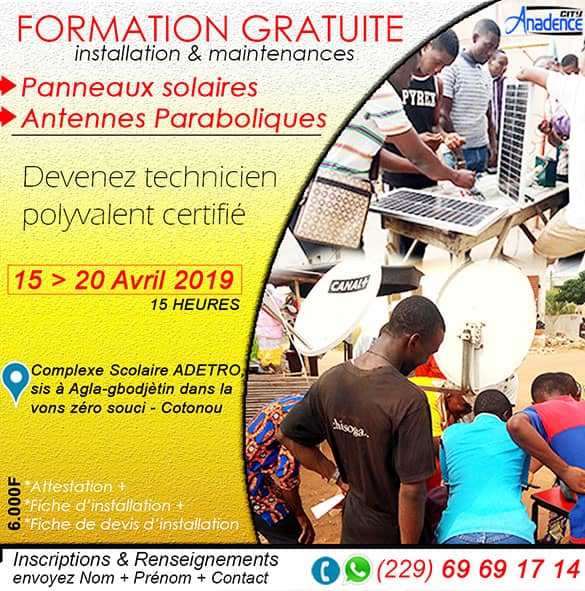 FORMATION GRATUITE
installation & maintenances
Panneaux solaires
Antennes Paraboliques
CITY
Anadence
PYREX
Devenez technicien
polyvalent certifié
15 > 20 Avril 2019
15 HEURES
CANAL+
Complexe Scolaire ADETRO,
sis à Agla-gbodjètin dans la
vons zéro souci - Cotonou
chisoga..
6.000F
*Attestation +
*Fiche d'installation +
*Fiche de devis d'installation
Inscriptions & Renseignements
envoyez Nom + Prénom + Contact
(229) 69 69 17 14